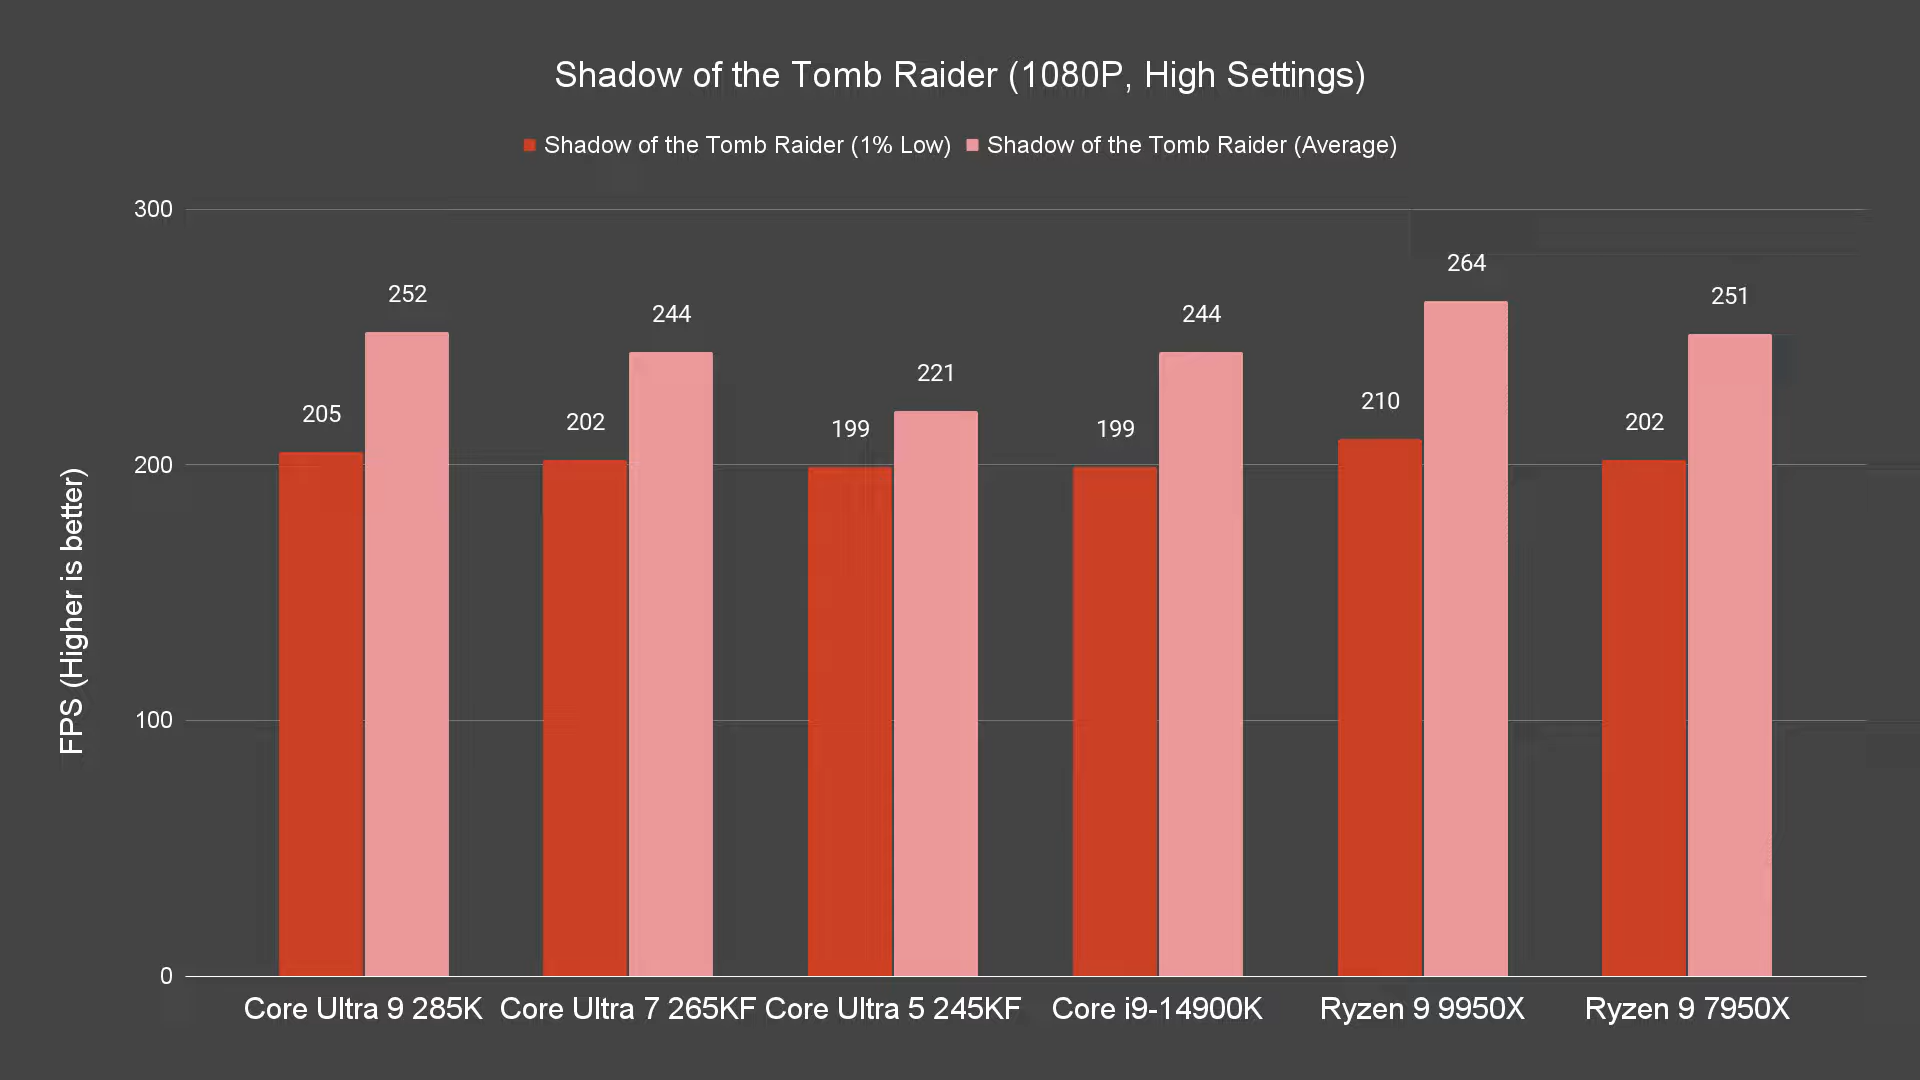 Shadow of the Tomb Raider (1080P, High Settings)
Shadow of the Tomb Raider (1% Low) Shadow of the Tomb Raider (Average)
FPS (Higher is better)
300
200
100
0
205 252
202 244
199 221
199 244
210 264
202 251
Core Ultra 9 285K Core Ultra 7 265KF Core Ultra 5 245KF Core i9-14900K Ryzen 9 9950X Ryzen 9 7950X